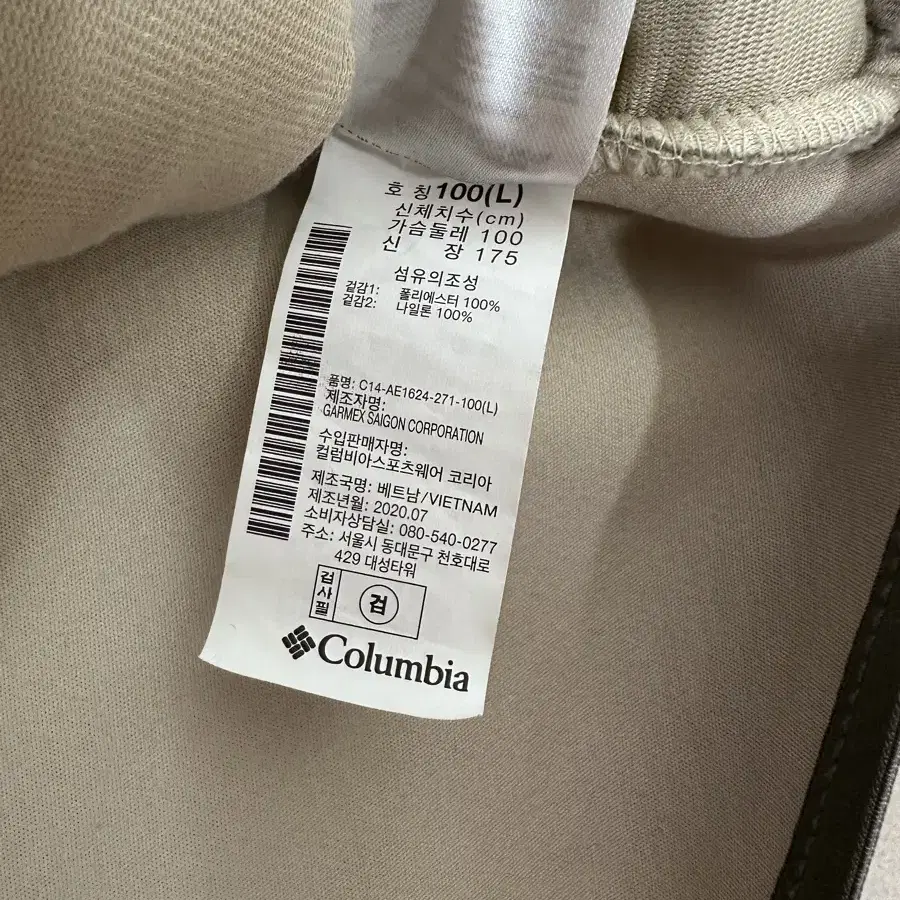 호 칭 100(L)
신체치수(cm)
가슴둘레 100
신 장 175
섬유의조성
겉감1: 폴리에스터 100%
겉감2: 나일론 100%
품명: C14-AE1624-271-100(L)
제조자명:
GARMEX SAIGON CORPORATION
수입판매자명:
컬럼비아스포츠웨어 코리아
제조국명: 베트남/VIETNAM
제조년월: 2020.07
소비자상담실: 080-540-0277
주소: 서울시 동대문구 천호대로
429 대성타워
검사필 검
Columbia